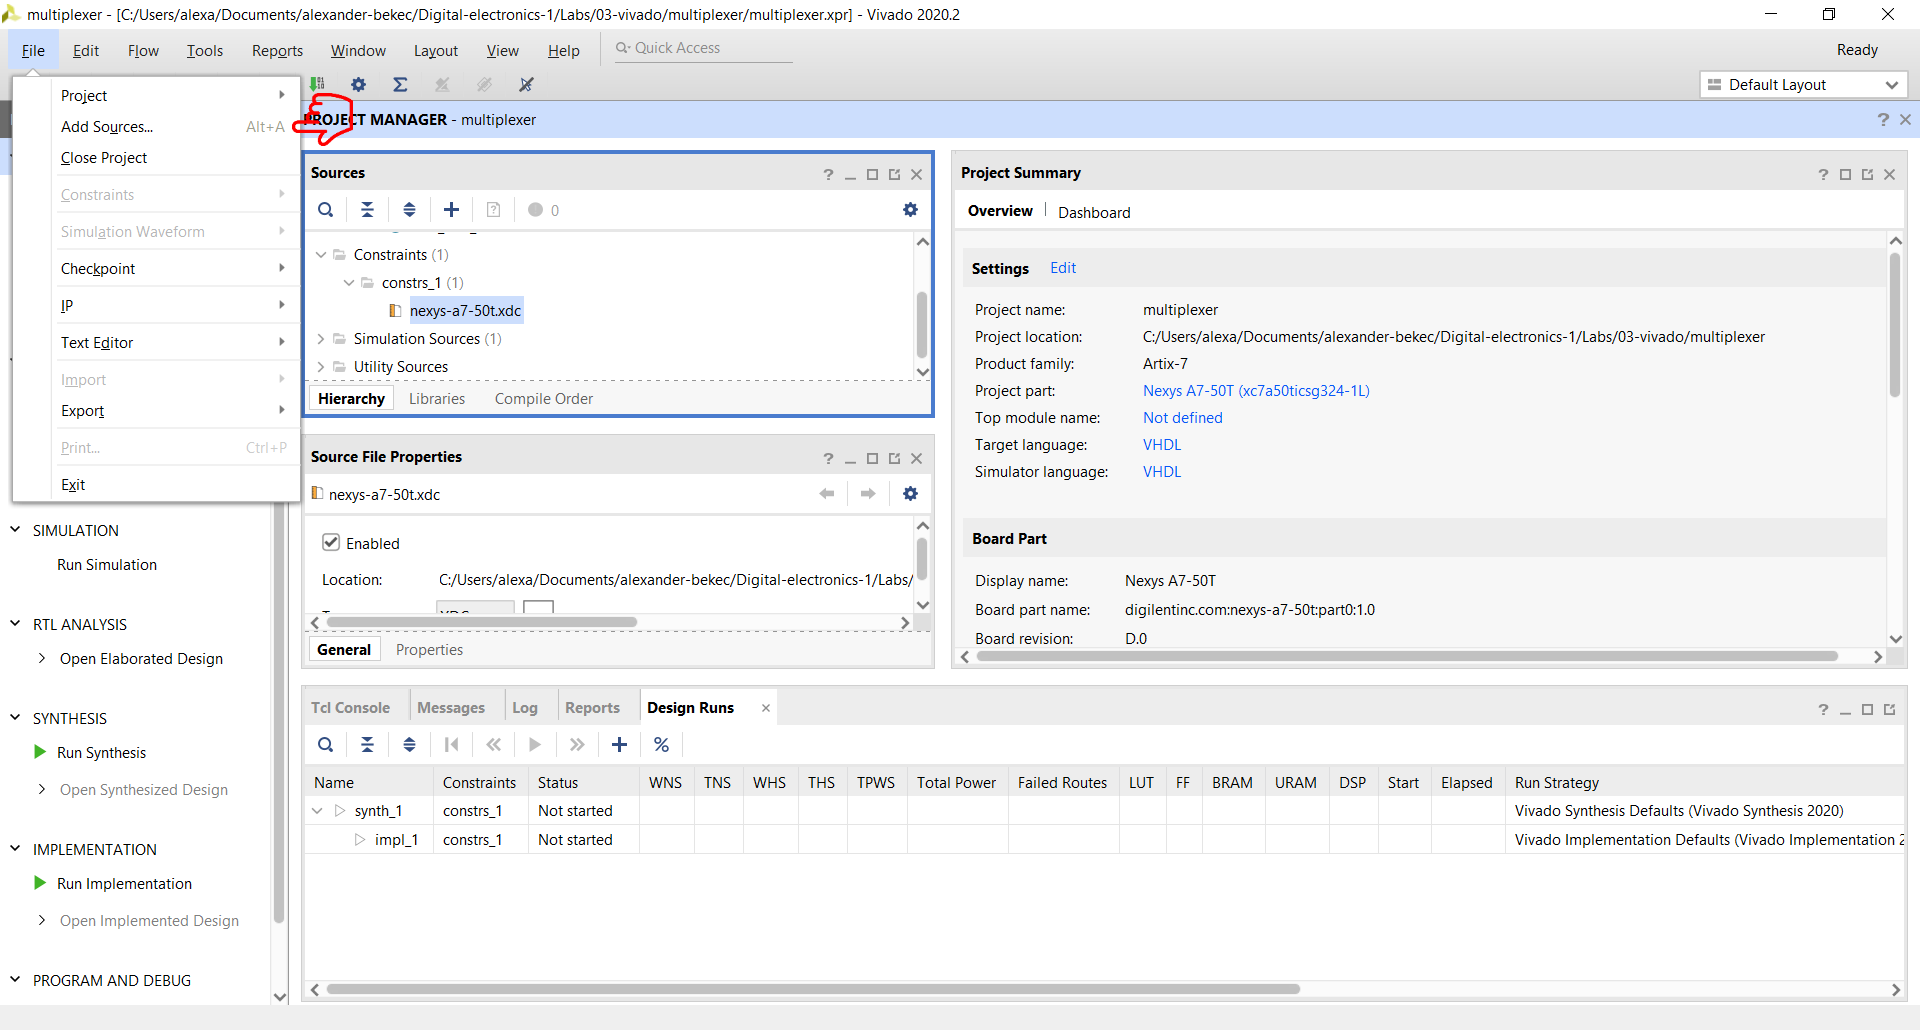 multiplexer - [C:/Users/alexa/Documents/alexander-bekec/Digital-electronics-1/Labs/03-vivado/multiplexer/multiplexer.xpr] - Vivado 2020.2
File Edit Flow Tools Reports Window Layout View Help Quick Access Ready
Default Layout
Project
Add Sources... Alt+A
Close Project
Constraints
Simulation Waveform
Checkpoint
IP
Text Editor
Import
Export
Print... Ctrl+P
Exit
SIMULATION
Run Simulation
RTL ANALYSIS
Open Elaborated Design
SYNTHESIS
Run Synthesis
Open Synthesized Design
IMPLEMENTATION
Run Implementation
Open Implemented Design
PROGRAM AND DEBUG
PROJECT MANAGER - multiplexer
Sources
0
Constraints (1)
constrs_1 (1)
nexys-a7-50t.xdc
Simulation Sources (1)
Utility Sources
Hierarchy Libraries Compile Order
Source File Properties
nexys-a7-50t.xdc
Enabled
Location: C:/Users/alexa/Documents/alexander-bekec/Digital-electronics-1/Labs/
General Properties
Project Summary
Overview Dashboard
Settings Edit
Project name: multiplexer
Project location: C:/Users/alexa/Documents/alexander-bekec/Digital-electronics-1/Labs/03-vivado/multiplexer
Product family: Artix-7
Project part: Nexys A7-50T (xc7a50ticsg324-1L)
Top module name: Not defined
Target language: VHDL
Simulator language: VHDL
Board Part
Display name: Nexys A7-50T
Board part name: digilentinc.com:nexys-a7-50t:part0:1.0
Board revision: D.0
Tcl Console Messages Log Reports Design Runs
Name Constraints Status WNS TNS WHS THS TPWS Total Power Failed Routes LUT FF BRAM URAM DSP Start Elapsed Run Strategy
synth_1 constrs_1 Not started Vivado Synthesis Defaults (Vivado Synthesis 2020)
impl_1 constrs_1 Not started Vivado Implementation Defaults (Vivado Implementation 2